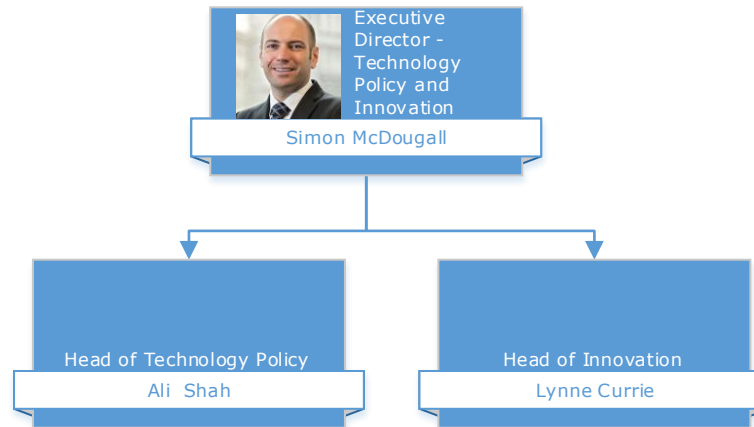 Executive
Director -
Technology
Policy and
Innovation
Simon McDougall
Head of Technology Policy
Head of Innovation
Ali Shah
Lynne Currie